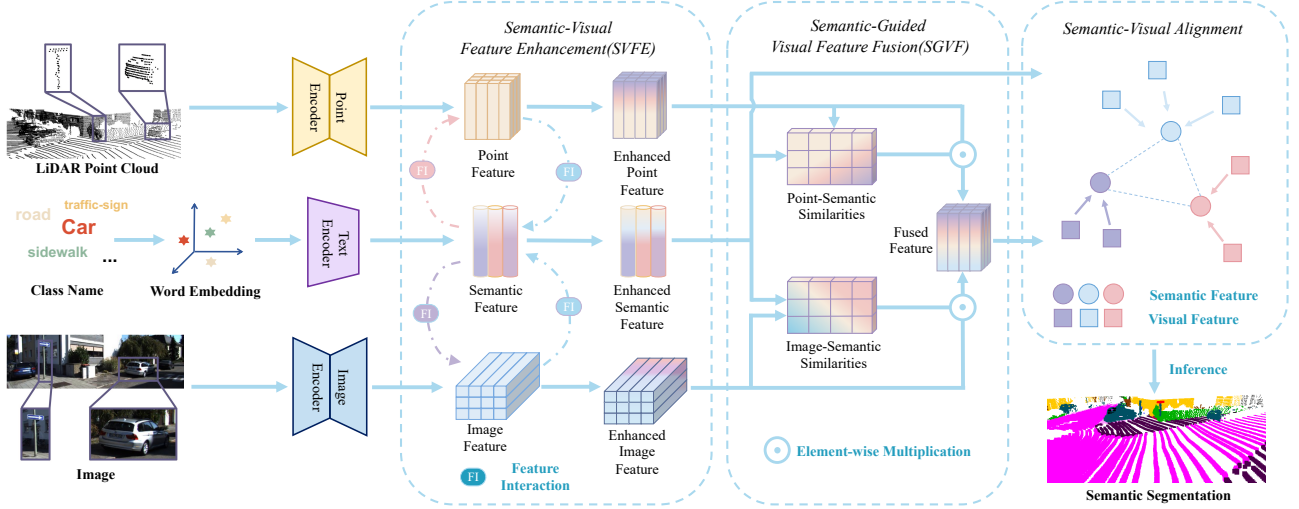 Semantic-Visual
Feature Enhancement(SVFE)
Semantic-Guided
Visual Feature Fusion(SGVF)
Semantic-Visual Alignment
LiDAR Point Cloud
Point
Encoder
Point
Feature
Enhanced
Point
Feature
FI
FI
Point-Semantic
Similarities
road
traffic-sign
Car
sidewalk
...
Class Name
Word Embedding
Text
Encoder
Semantic
Feature
Enhanced
Semantic
Feature
Fused
Feature
FI
FI
Image-Semantic
Similarities
Semantic Feature
Visual Feature
Image
Image
Encoder
Image
Feature
Enhanced
Image
Feature
FI
Feature
Interaction
Element-wise Multiplication
Inference
Semantic Segmentation